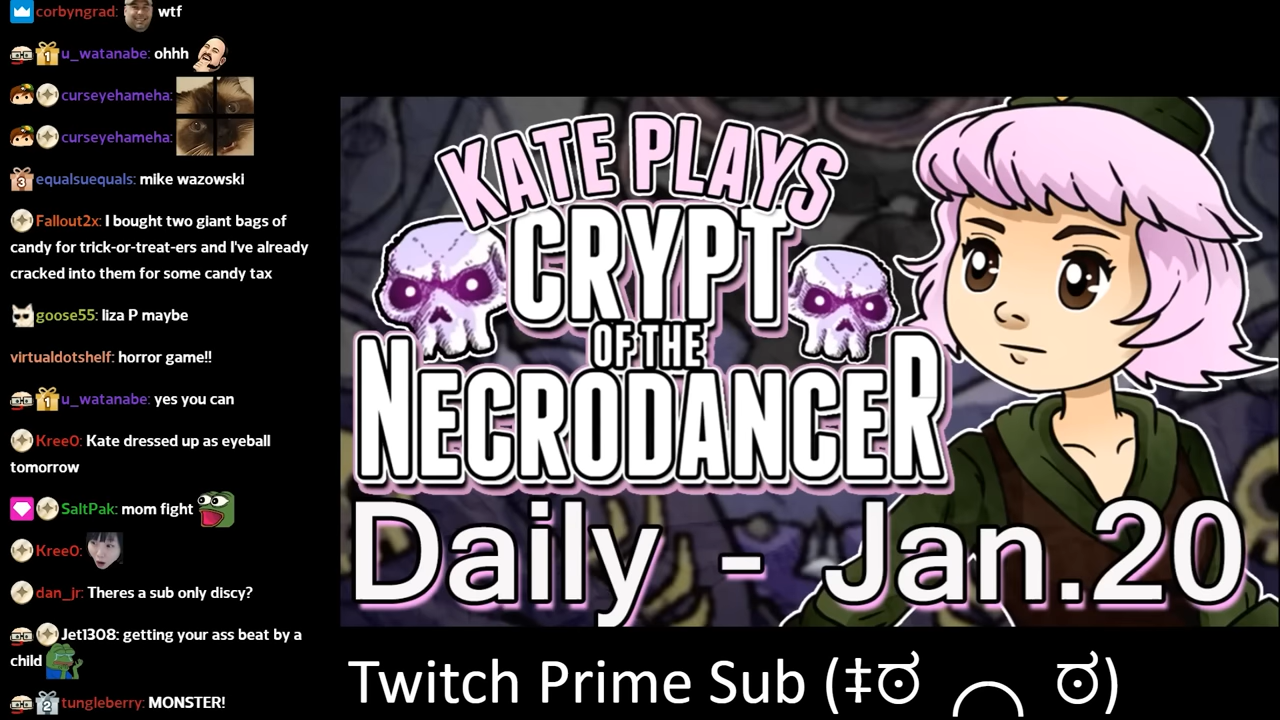 corbyngrad: wtf
1 u_watanabe: ohhh
curseyehameha:
curseyehameha:
3 equalsuequals: mike wazowski
Fallout2x: I bought two giant bags of
candy for trick-or-treat-ers and I've already
cracked into them for some candy tax
goose55: liza P maybe
virtualdotshelf: horror game!!
1 u_watanabe: yes you can
Kree0: Kate dressed up as eyeball
tomorrow
SaltPak: mom fight
Kree0:
dan_jr: Theres a sub only discy?
Jet1308: getting your ass beat by a
child
2 tungleberry: MONSTER!
KATE PLAYS
CRYPT
OF THE
NECRODANCER
Daily - Jan.20
Twitch Prime Sub (‡ಠ ⁀ ಠ)